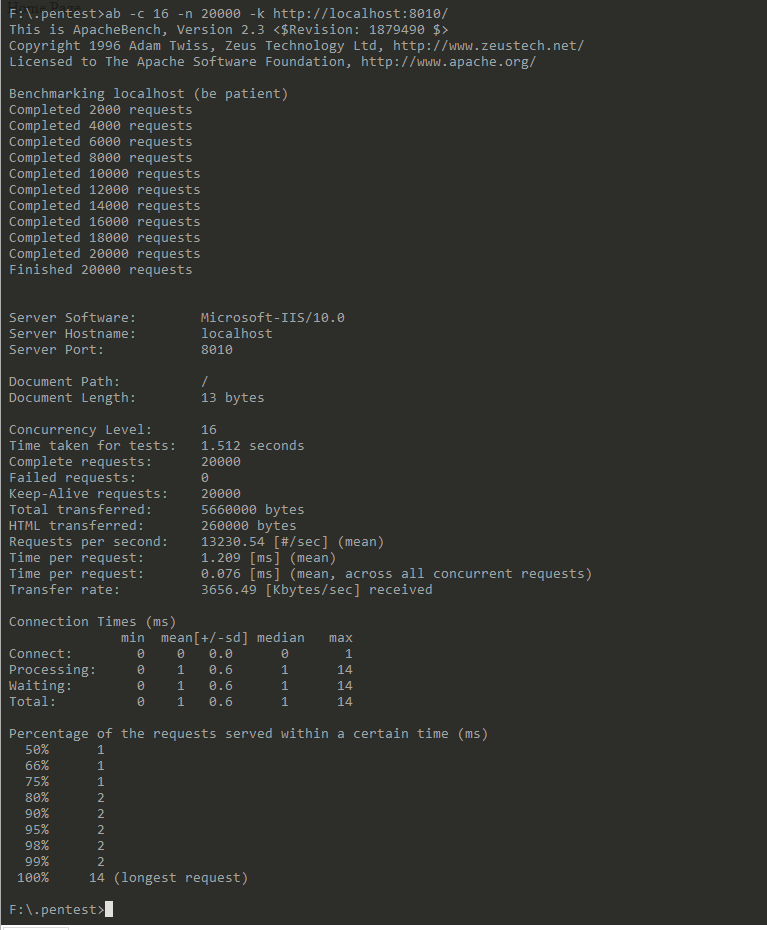 F:\.pentest>ab -c 16 -n 20000 -k http://localhost:8010/
This is ApacheBench, Version 2.3 <$Revision: 1879490 $>
Copyright 1996 Adam Twiss, Zeus Technology Ltd, http://www.zeustech.net/
Licensed to The Apache Software Foundation, http://www.apache.org/

Benchmarking localhost (be patient)
Completed 2000 requests
Completed 4000 requests
Completed 6000 requests
Completed 8000 requests
Completed 10000 requests
Completed 12000 requests
Completed 14000 requests
Completed 16000 requests
Completed 18000 requests
Completed 20000 requests
Finished 20000 requests


Server Software:        Microsoft-IIS/10.0
Server Hostname:        localhost
Server Port:            8010

Document Path:          /
Document Length:        13 bytes

Concurrency Level:      16
Time taken for tests:   1.512 seconds
Complete requests:      20000
Failed requests:        0
Keep-Alive requests:    20000
Total transferred:      5660000 bytes
HTML transferred:       260000 bytes
Requests per second:    13230.54 [#/sec] (mean)
Time per request:       1.209 [ms] (mean)
Time per request:       0.076 [ms] (mean, across all concurrent requests)
Transfer rate:          3656.49 [Kbytes/sec] received

Connection Times (ms)
              min  mean[+/-sd] median   max
Connect:        0    0   0.0      0       1
Processing:     0    1   0.6      1      14
Waiting:        0    1   0.6      1      14
Total:          0    1   0.6      1      14

Percentage of the requests served within a certain time (ms)
  50%      1
  66%      1
  75%      1
  80%      2
  90%      2
  95%      2
  98%      2
  99%      2
 100%     14 (longest request)

F:\.pentest>